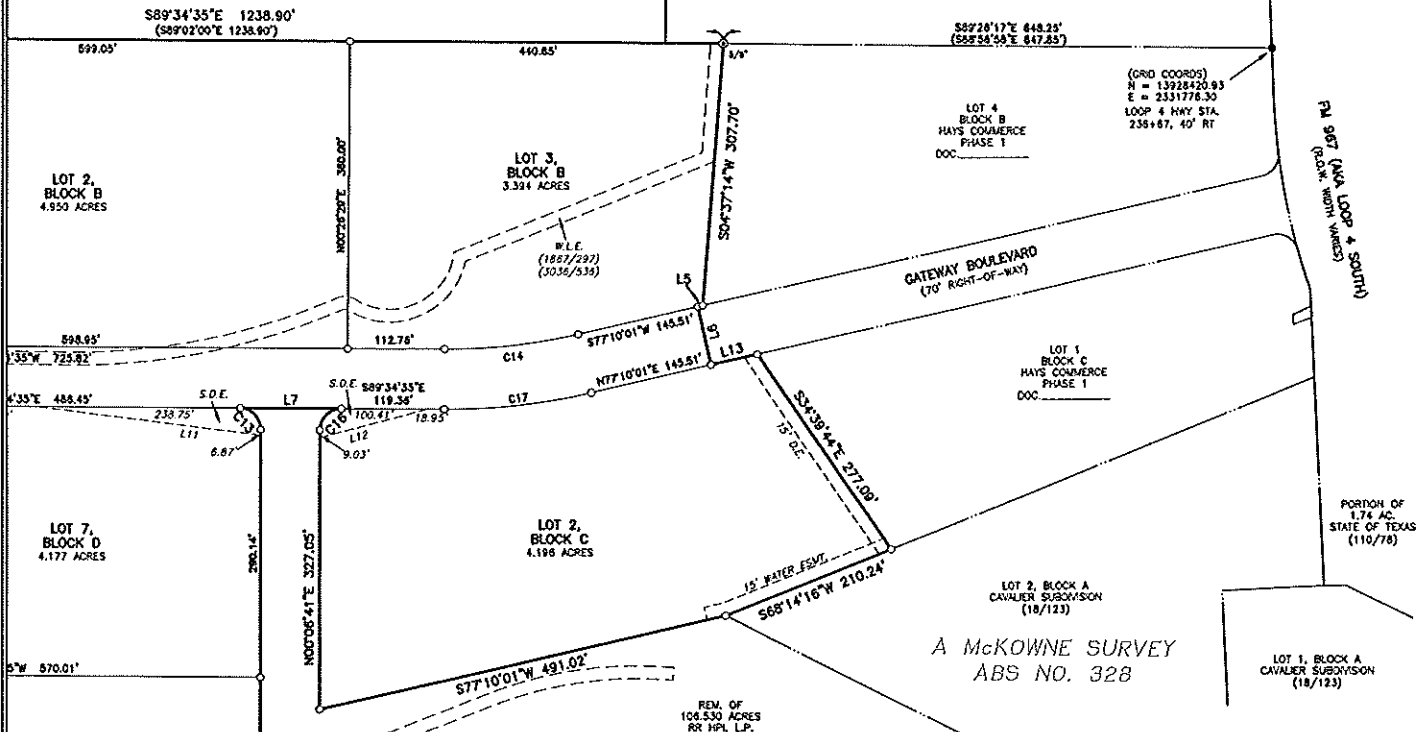 S89°34'35"E 1238.90'
(S89°02'00"E 1238.90')
599.05'
440.85'
5/8"
S89°28'17"E 648.25'
(S88°58'58"E 647.85')
(GRID COORDS)
N = 13928420.93
E = 2331776.30
LOOP 4 HWY STA.
236+67, 40' RT
FM 967 (AKA LOOP 4 SOUTH)
(R.O.W. WIDTH VARIES)
LOT 4
BLOCK B
HAYS COMMERCE
PHASE 1
DOC.
LOT 2,
BLOCK B
4.950 ACRES
N00°26'29"E 360.00'
LOT 3,
BLOCK B
3.394 ACRES
S04°37'14"W 307.70'
W.L.E.
(1867/297)
(3036/536)
GATEWAY BOULEVARD
(70' RIGHT-OF-WAY)
L5
L6
L13
598.95'
112.76'
C14
S77°10'01"W 145.51'
'35"W 725.82'
N77°10'01"E 145.51'
C17
4'35"E 488.45'
S.D.E.
L7
S.D.E.
S89°34'35"E
119.36'
238.75'
C13
C16
100.41'
18.95'
L11
L12
6.87'
9.03'
LOT 1
BLOCK C
HAYS COMMERCE
PHASE 1
DOC.
S34°39'44"E 277.09'
15' D.E.
LOT 7,
BLOCK D
4.177 ACRES
290.14'
N00°06'41"E 327.05'
LOT 2,
BLOCK C
4.196 ACRES
PORTION OF
1.74 AC.
STATE OF TEXAS
(110/78)
15' WATER ESMT.
S68°14'16"W 210.24'
LOT 2, BLOCK A
CAVALIER SUBDIVISION
(18/123)
A McKOWNE SURVEY
ABS NO. 328
LOT 1, BLOCK A
CAVALIER SUBDIVISION
(18/123)
5"W 570.01'
S77°10'01"W 491.02'
REM. OF
106.530 ACRES
RR HPI, L.P.